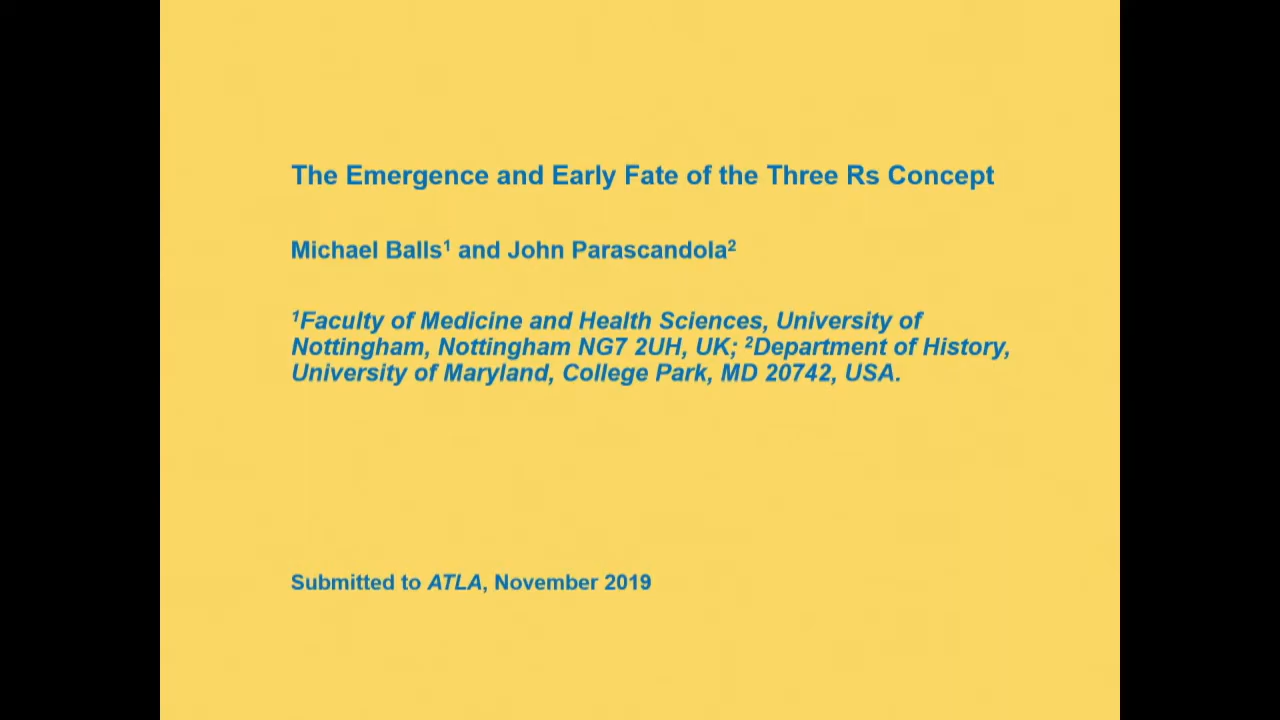 The Emergence and Early Fate of the Three Rs Concept
Michael Balls¹ and John Parascandola²
¹Faculty of Medicine and Health Sciences, University of
Nottingham, Nottingham NG7 2UH, UK; ²Department of History,
University of Maryland, College Park, MD 20742, USA.
Submitted to ATLA, November 2019